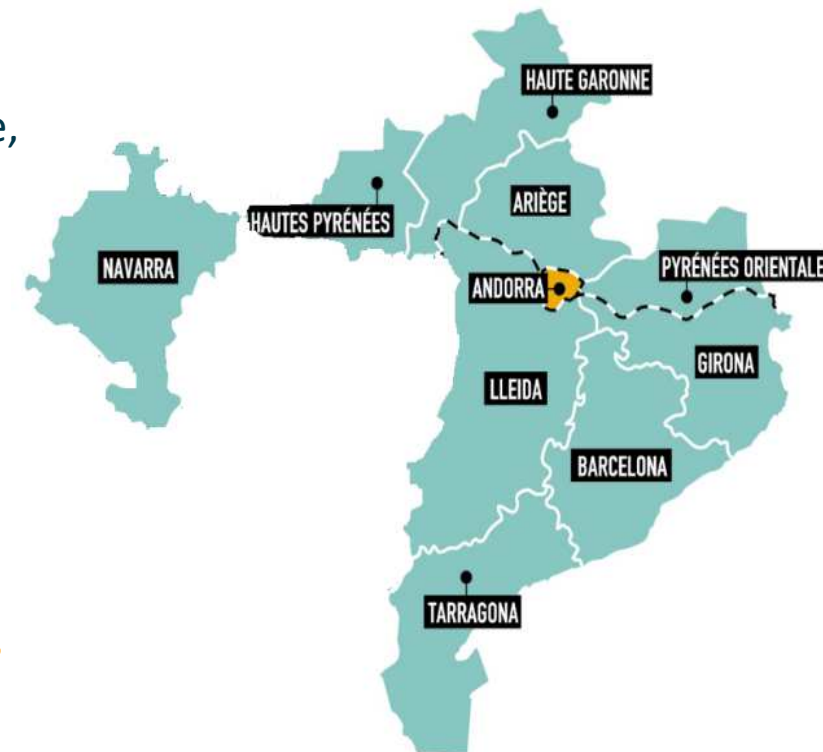 HAUTE GARONNE
e,
ARIÈGE
HAUTES PYRÉNÉES
NAVARRA
PYRÉNÉES ORIENTALE
ANDORRA
GIRONA
LLEIDA
BARCELONA
TARRAGONA